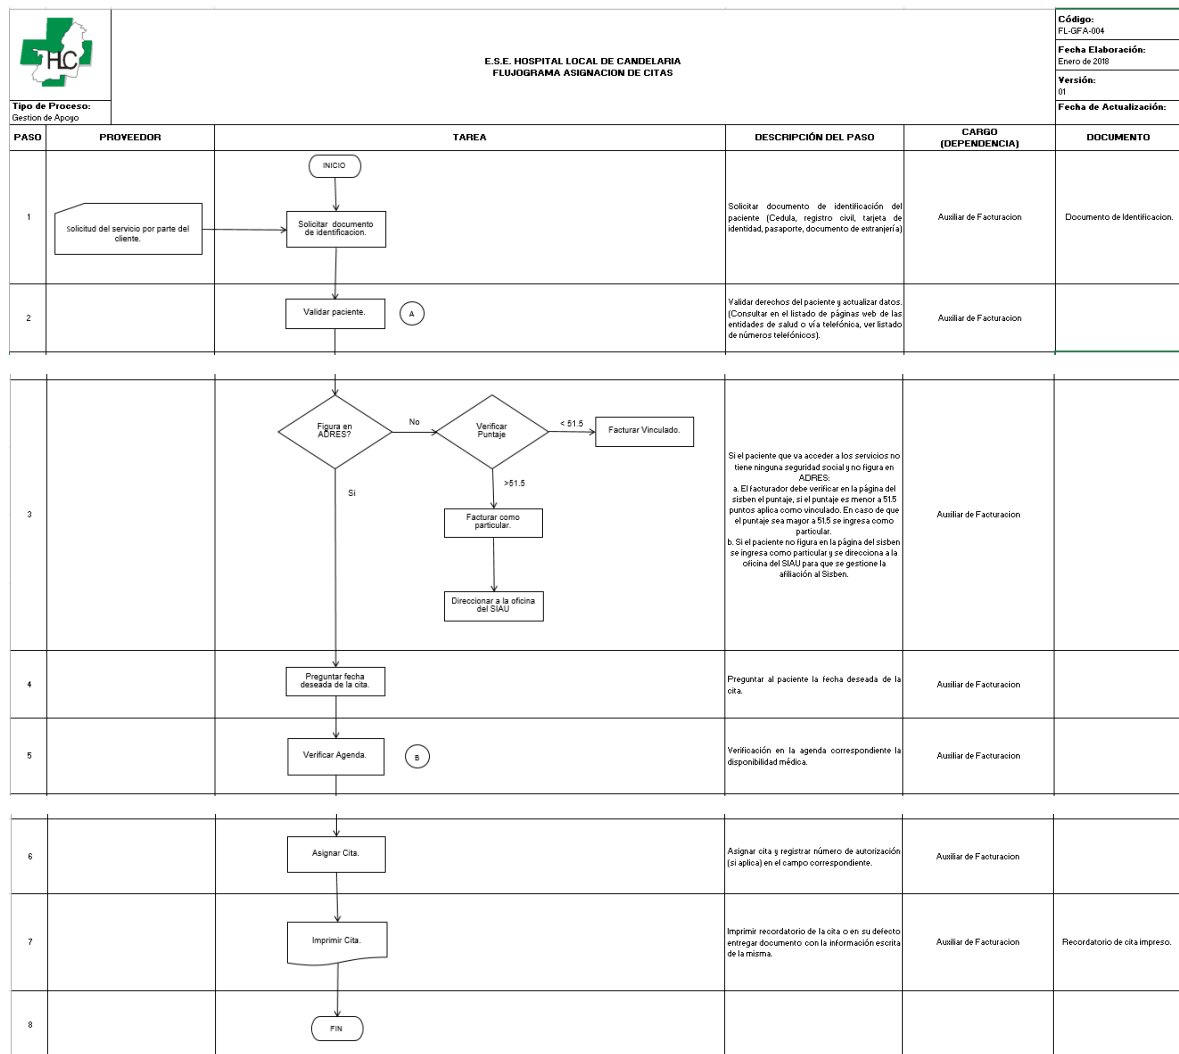 HLC
Tipo de Proceso:
Gestion de Apoyo
E.S.E. HOSPITAL LOCAL DE CANDELARIA
FLUJOGRAMA ASIGNACION DE CITAS
Código:
FL-GFA-004
Fecha Elaboración:
Enero de 2018
Versión:
01
Fecha de Actualización:
PASO
PROVEEDOR
TAREA
DESCRIPCIÓN DEL PASO
CARGO
(DEPENDENCIA)
DOCUMENTO
1
Solicitud del servicio por parte del
cliente.
INICIO
Solicitar documento
de identificacion.
Solicitar documento de identificación del
paciente (Cedula, registro civil, tarjeta de
identidad, pasaporte, documento de extranjería)
Auxiliar de Facturacion
Documento de Identificacion.
2
Validar paciente.
A
Validar derechos del paciente y actualizar datos.
(Consultar en el listado de páginas web de las
entidades de salud o vía telefónica, ver listado
de números telefónicos).
Auxiliar de Facturacion
3
Figura en
ADRES?
No
Verificar
Puntaje
< 51.5
Facturar Vinculado.
Si
>51.5
Facturar como
particular.
Direccionar a la oficina
del SIAU
Si el paciente que va acceder a los servicios no
tiene ninguna seguridad social y no figura en
ADRES:
a. El facturador debe verificar en la página del
sisben el puntaje, si el puntaje es menor a 51.5
puntos aplica como vinculado. En caso de que
el puntaje sea mayor a 51.5 se ingresa como
particular.
b. Si el paciente no figura en la página del sisben
se ingresa como particular y se direcciona a la
oficina del SIAU para que se gestione la
afiliación al Sisben.
Auxiliar de Facturacion
4
Preguntar fecha
deseada de la cita.
Preguntar al paciente la fecha deseada de la
cita.
Auxiliar de Facturacion
5
Verificar Agenda.
B
Verificación en la agenda correspondiente la
disponibilidad médica.
Auxiliar de Facturacion
6
Asignar Cita.
Asignar cita y registrar número de autorización
(si aplica) en el campo correspondiente.
Auxiliar de Facturacion
7
Imprimir Cita.
Imprimir recordatorio de la cita o en su defecto
entregar documento con la información escrita
de la misma.
Auxiliar de Facturacion
Recordatorio de cita impreso.
8
FIN